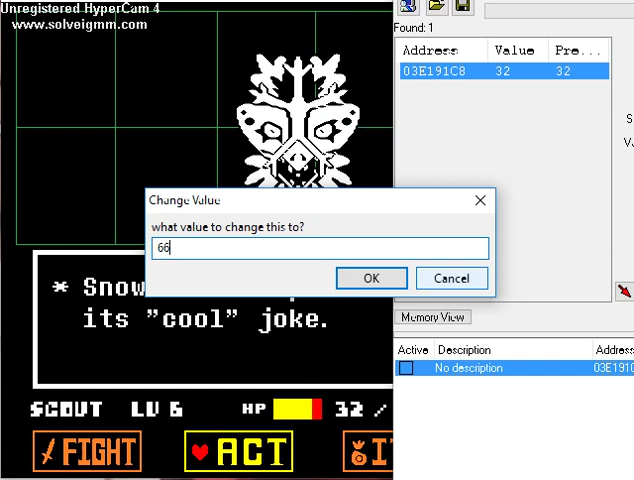 Unregistered HyperCam 4
www.solveigmm.com
Found: 1
Address Value Pre...
03E191C8 32 32
Change Value
what value to change this to?
66
OK Cancel
* Snow
its "cool" joke.
Memory View
Active Description Address
No description 03E1910
SCOUT LV 6 HP 32 /
FIGHT ACT I